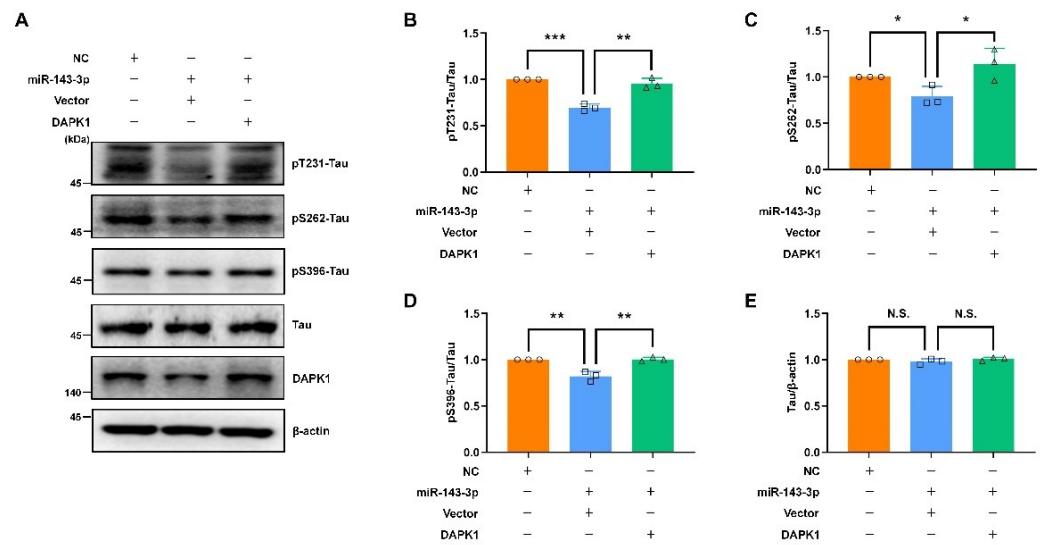 A
NC + − −
miR-143-3p − + +
Vector − + −
DAPK1 − − +
(kDa)
45 pT231-Tau
45 pS262-Tau
45 pS396-Tau
45 Tau
140 DAPK1
45 β-actin
B
pT231-Tau/Tau
1.5
1.0
0.5
0.0
*** **
NC + − −
miR-143-3p − + +
Vector − + −
DAPK1 − − +
C
pS262-Tau/Tau
1.5
1.0
0.5
0.0
* *
NC + − −
miR-143-3p − + +
Vector − + −
DAPK1 − − +
D
pS396-Tau/Tau
1.5
1.0
0.5
0.0
** **
NC + − −
miR-143-3p − + +
Vector − + −
DAPK1 − − +
E
Tau/β-actin
1.5
1.0
0.5
0.0
N.S. N.S.
NC + − −
miR-143-3p − + +
Vector − + −
DAPK1 − − +